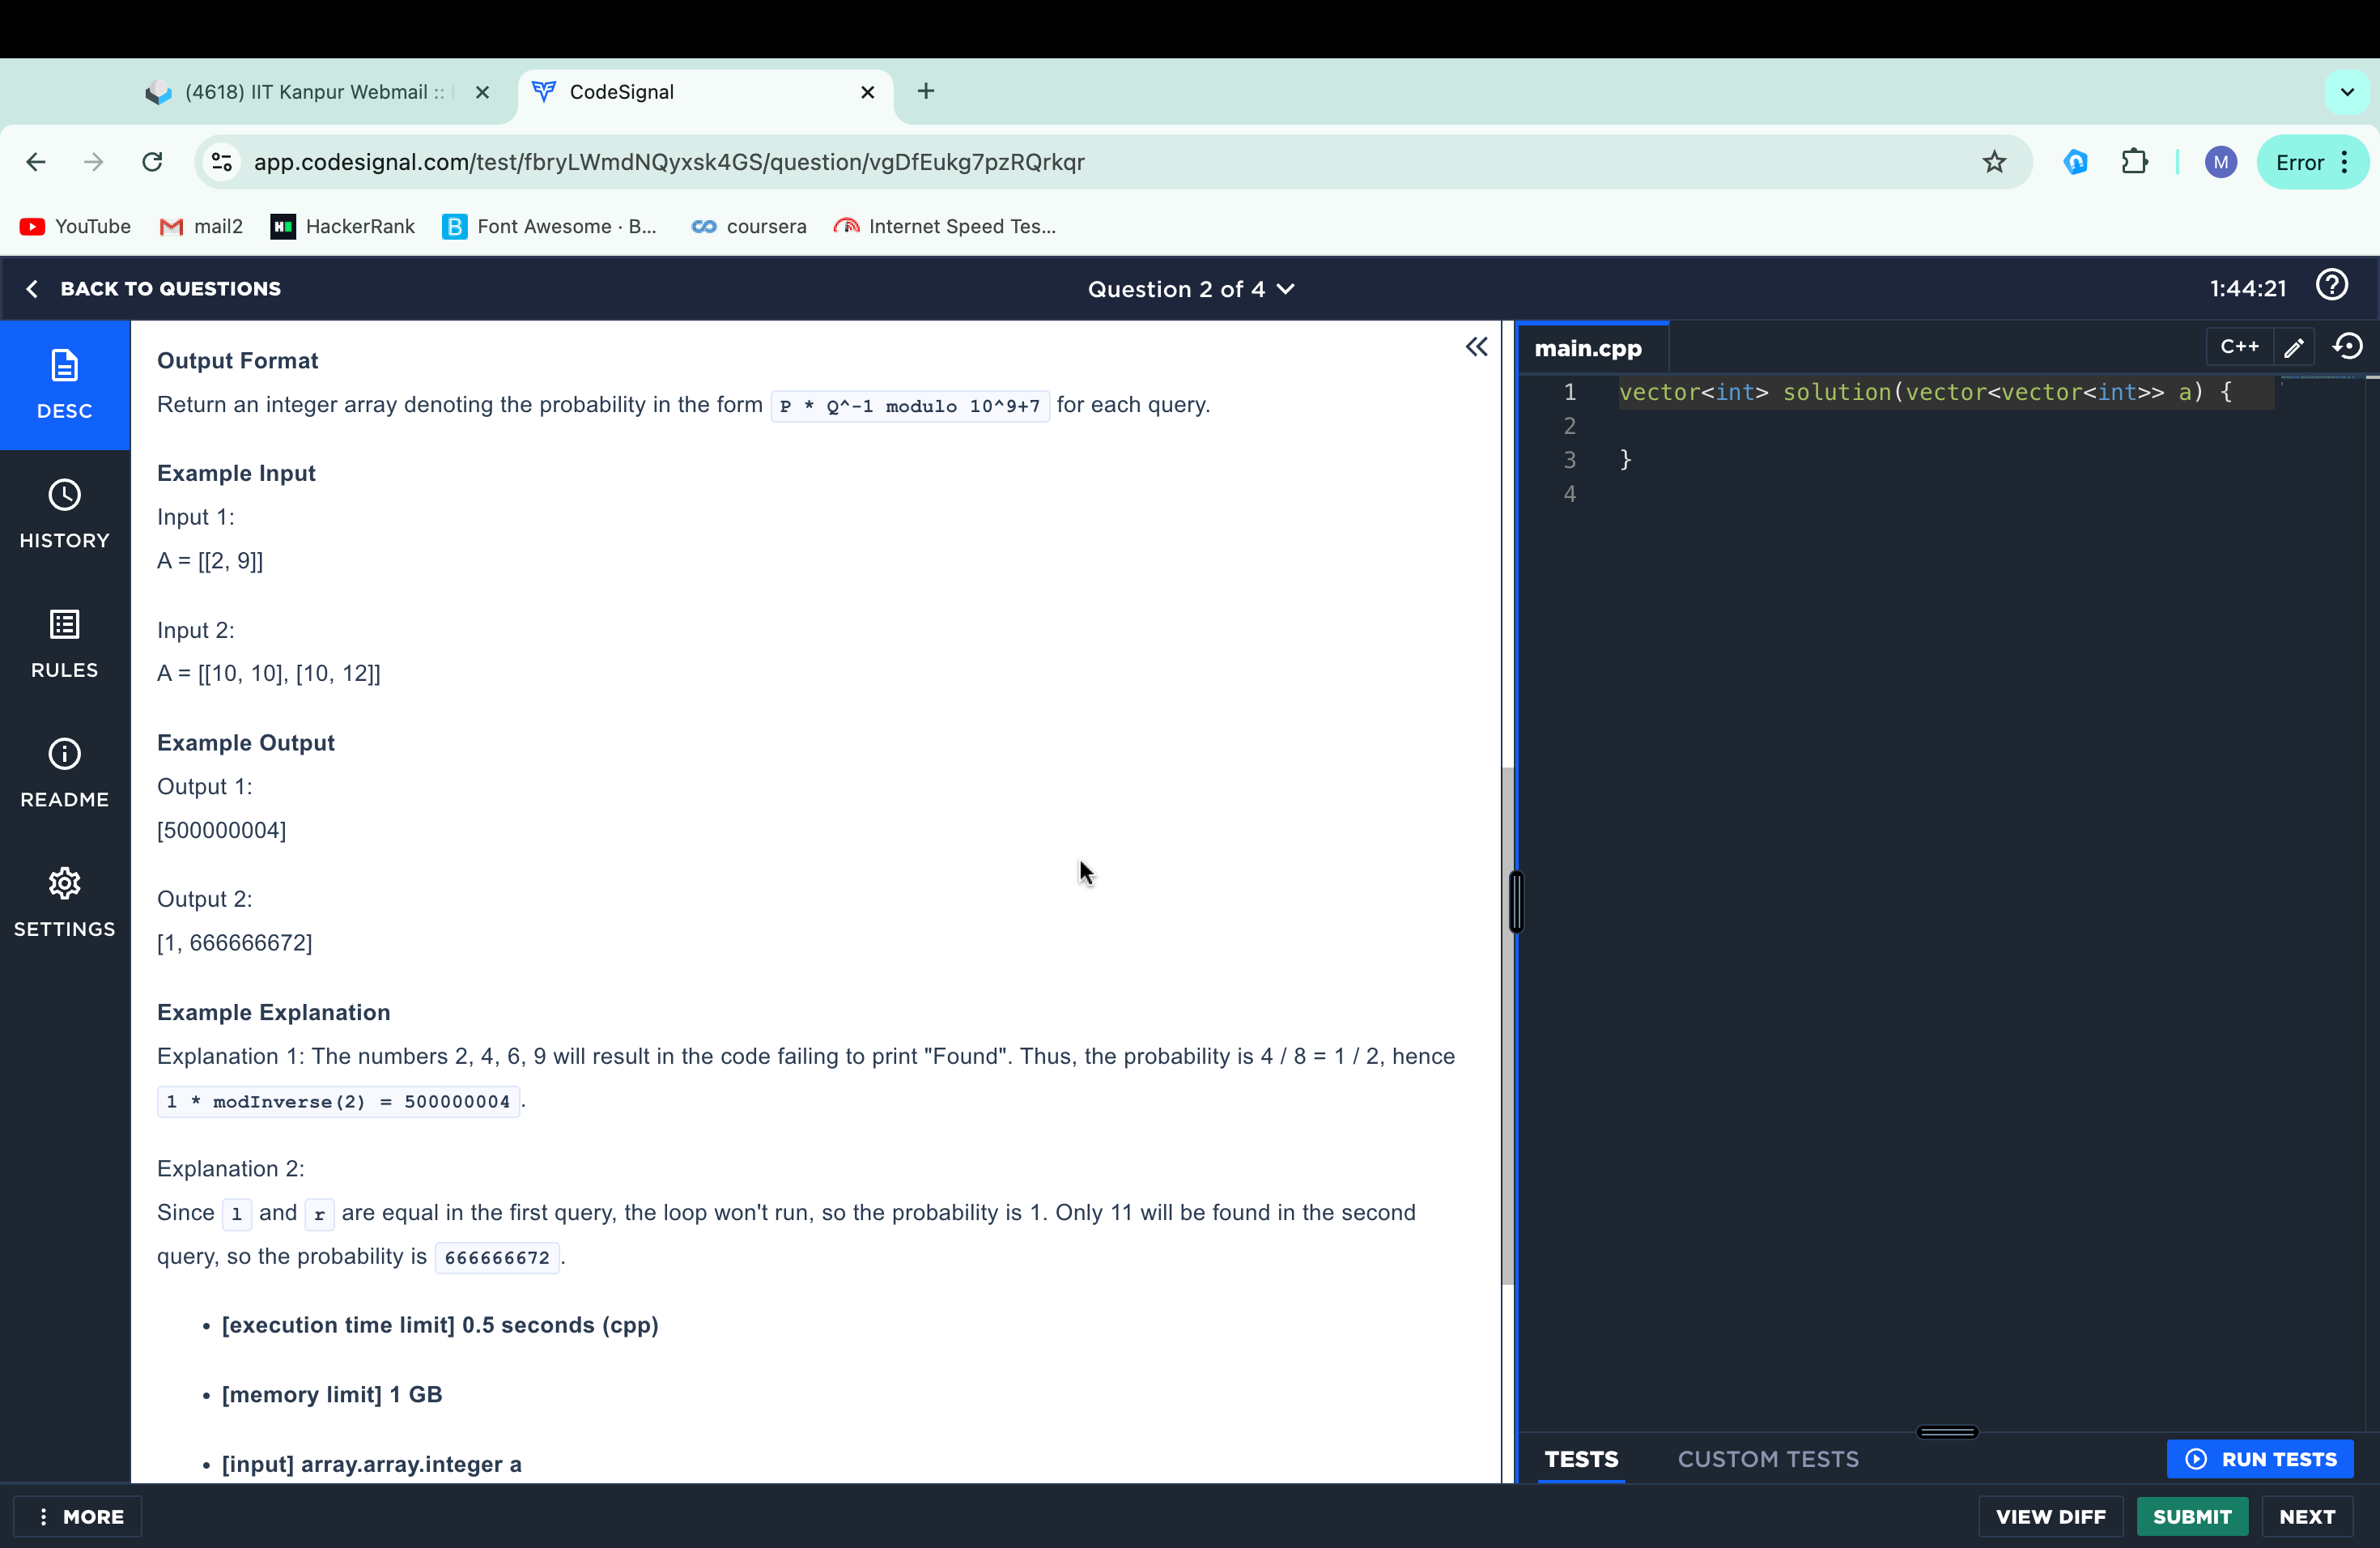 (4618) IIT Kanpur Webmail ::
CodeSignal
app.codesignal.com/test/fbryLWmdNQyxsk4GS/question/vgDfEukg7pzRQrkqr
M
Error
YouTube
mail2
HackerRank
Font Awesome · B...
coursera
Internet Speed Tes...
BACK TO QUESTIONS
Question 2 of 4
1:44:21
DESC
HISTORY
RULES
README
SETTINGS
Output Format
Return an integer array denoting the probability in the form P * Q^-1 modulo 10^9+7 for each query.
Example Input
Input 1:
A = [[2, 9]]
Input 2:
A = [[10, 10], [10, 12]]
Example Output
Output 1:
[500000004]
Output 2:
[1, 666666672]
Example Explanation
Explanation 1: The numbers 2, 4, 6, 9 will result in the code failing to print "Found". Thus, the probability is 4 / 8 = 1 / 2, hence
1 * modInverse(2) = 500000004.
Explanation 2:
Since l and r are equal in the first query, the loop won't run, so the probability is 1. Only 11 will be found in the second
query, so the probability is 666666672.
• [execution time limit] 0.5 seconds (cpp)
• [memory limit] 1 GB
• [input] array.array.integer a
main.cpp
C++
1 vector<int> solution(vector<vector<int>> a) {
2
3 }
4
TESTS
CUSTOM TESTS
RUN TESTS
MORE
VIEW DIFF
SUBMIT
NEXT